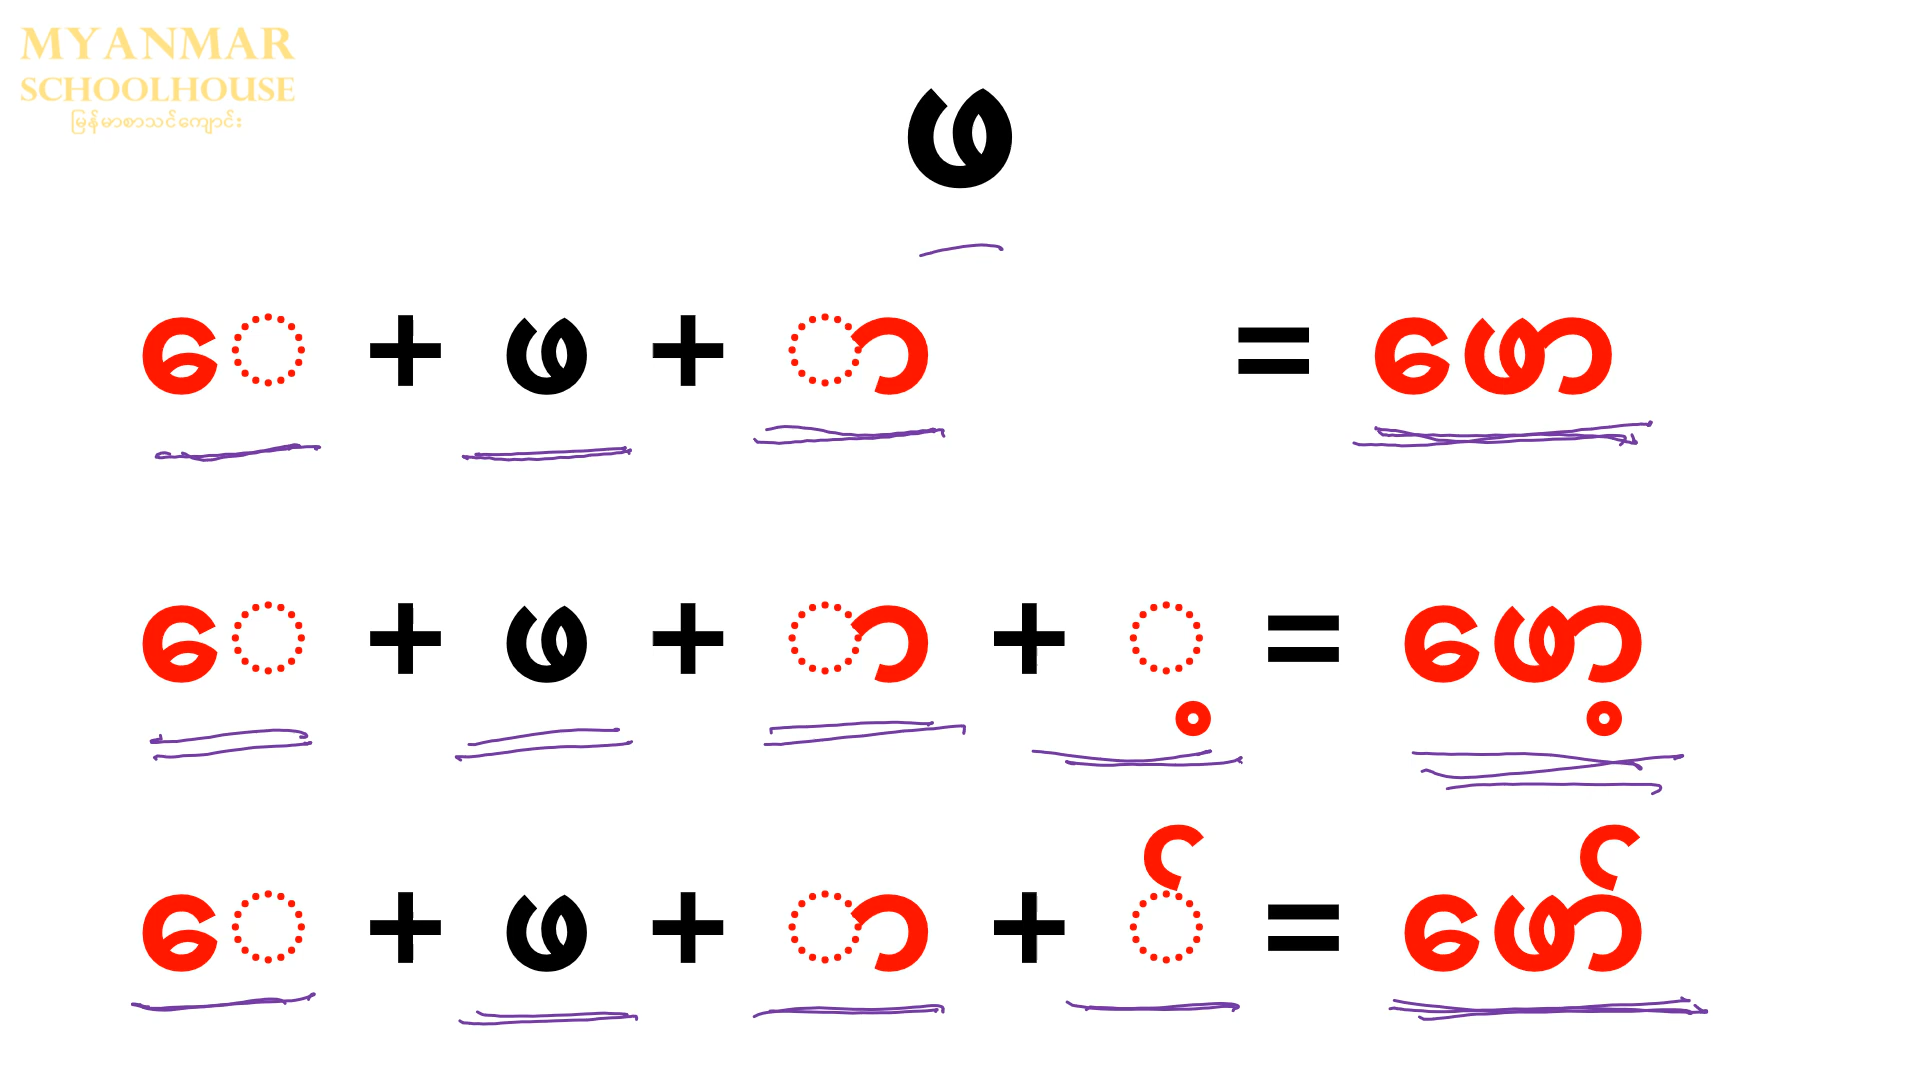 MYANMAR
SCHOOLHOUSE
မြန်မာစာသင်ကျောင်း
ဖ
ေ◌ + ဖ + ◌ာ = ဖော
ေ◌ + ဖ + ◌ာ + ◌့ = ဖော့
ေ◌ + ဖ + ◌ာ + ◌် = ဖော်